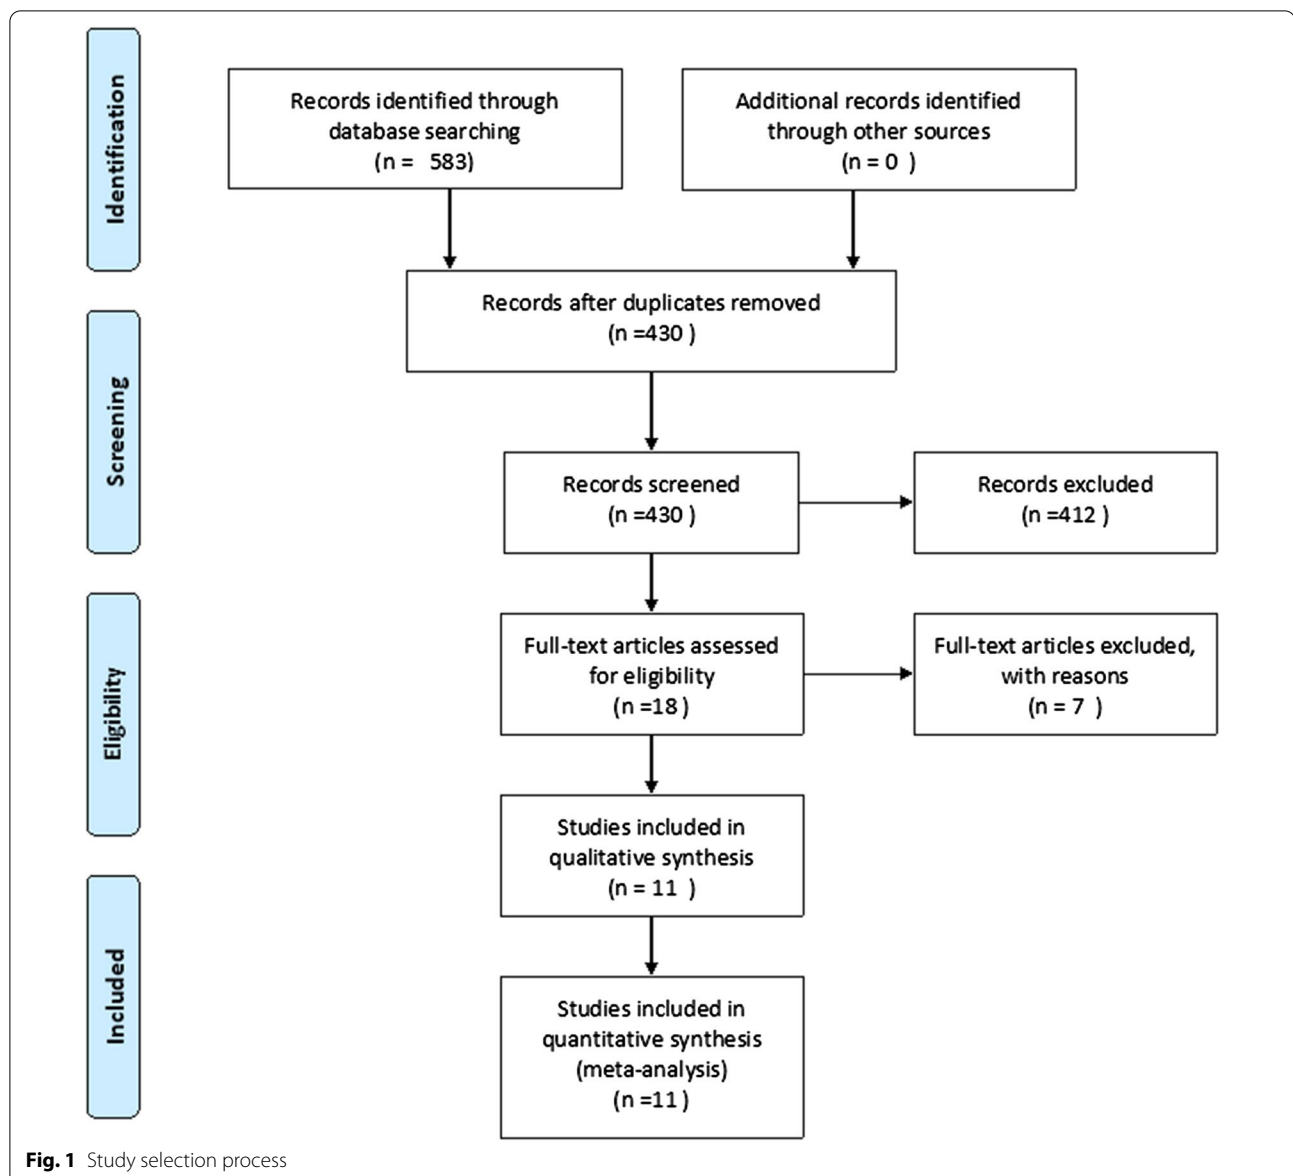 Identification
Records identified through
database searching
(n =   583)
Additional records identified
through other sources
(n = 0  )
Records after duplicates removed
(n =430  )
Screening
Records screened
(n =430  )
Records excluded
(n =412  )
Eligibility
Full-text articles assessed
for eligibility
(n =18 )
Full-text articles excluded,
with reasons
(n = 7  )
Studies included in
qualitative synthesis
(n = 11  )
Included
Studies included in
quantitative synthesis
(meta-analysis)
(n =11 )
Fig. 1 Study selection process